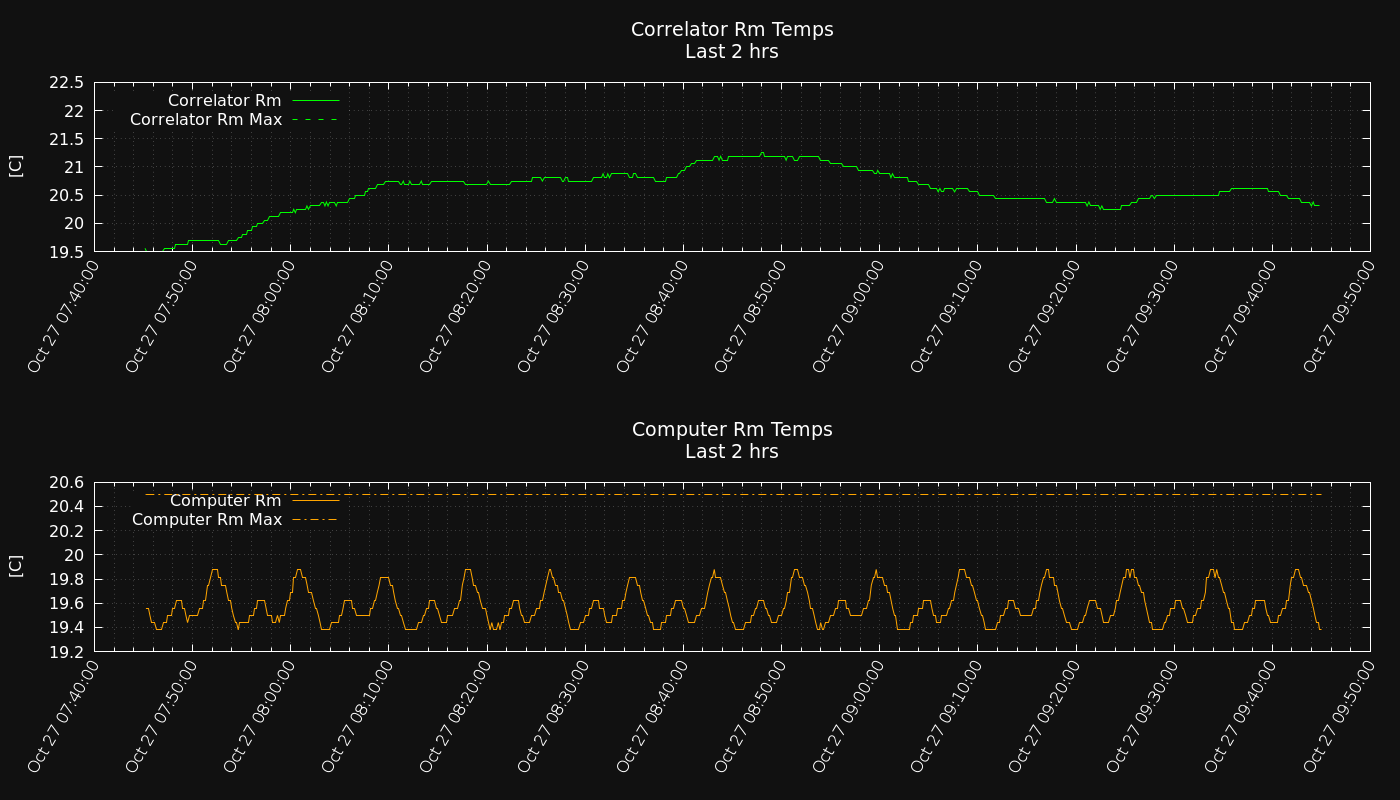 Correlator Rm Temps
Last 2 hrs
22.5
22
21.5
21
20.5
20
19.5
[C]
Correlator Rm
Correlator Rm Max
Oct 27 07:40:00
Oct 27 07:50:00
Oct 27 08:00:00
Oct 27 08:10:00
Oct 27 08:20:00
Oct 27 08:30:00
Oct 27 08:40:00
Oct 27 08:50:00
Oct 27 09:00:00
Oct 27 09:10:00
Oct 27 09:20:00
Oct 27 09:30:00
Oct 27 09:40:00
Oct 27 09:50:00
Computer Rm Temps
Last 2 hrs
20.6
20.4
20.2
20
19.8
19.6
19.4
19.2
[C]
Computer Rm
Computer Rm Max
Oct 27 07:40:00
Oct 27 07:50:00
Oct 27 08:00:00
Oct 27 08:10:00
Oct 27 08:20:00
Oct 27 08:30:00
Oct 27 08:40:00
Oct 27 08:50:00
Oct 27 09:00:00
Oct 27 09:10:00
Oct 27 09:20:00
Oct 27 09:30:00
Oct 27 09:40:00
Oct 27 09:50:00